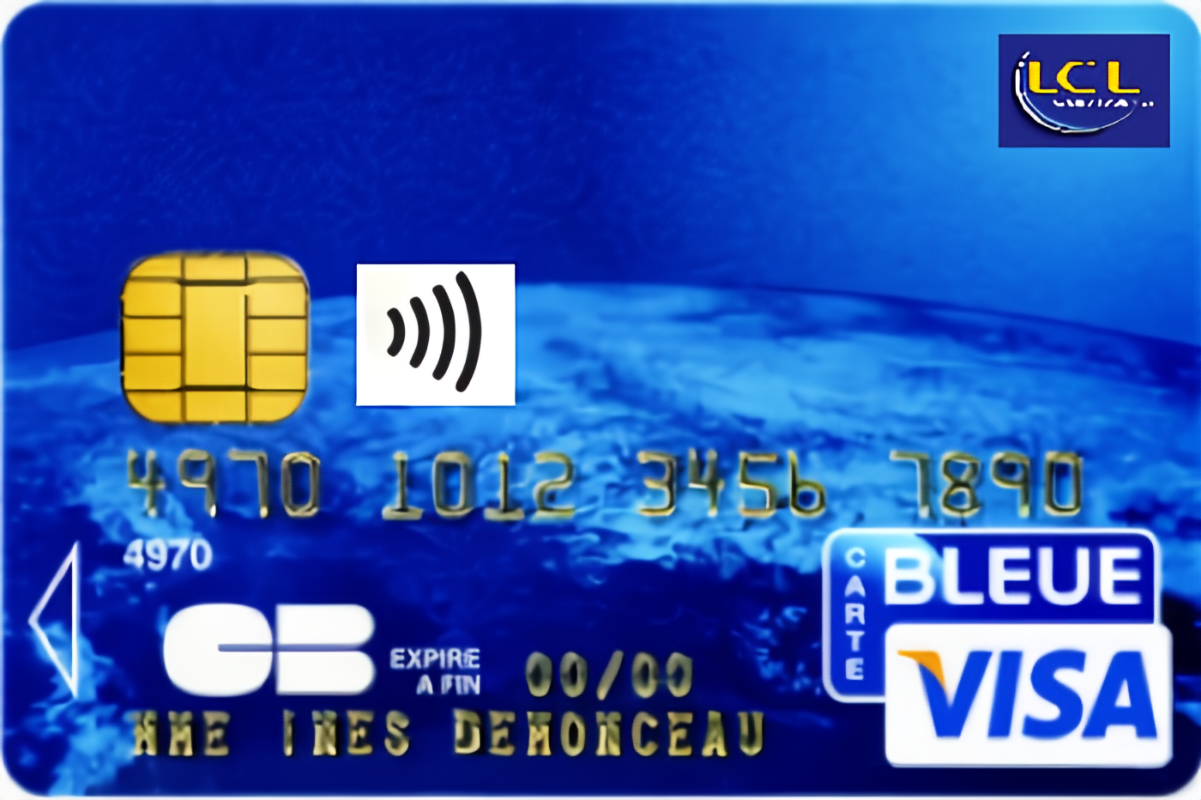 LCL
4970 1012 3456 7890
4970
CARTE BLEUE
CB
EXPIRE
A FIN 00/00
VISA
MME INES DEMONCEAU